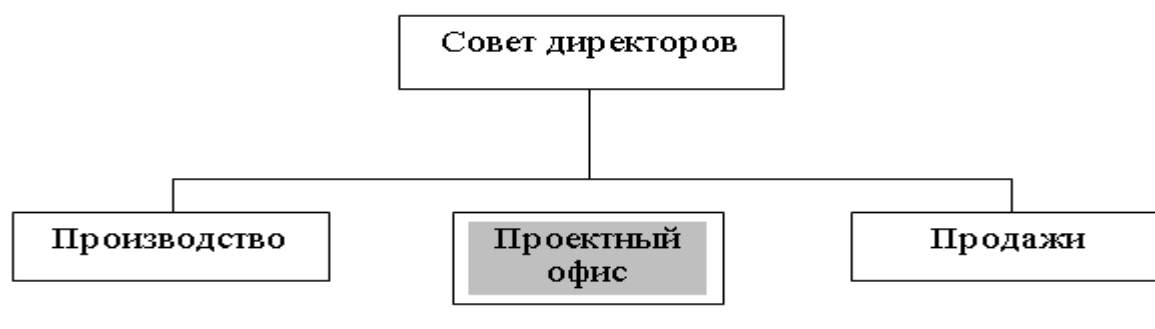 Совет директоров
Производство
Проектный
офис
Продажи